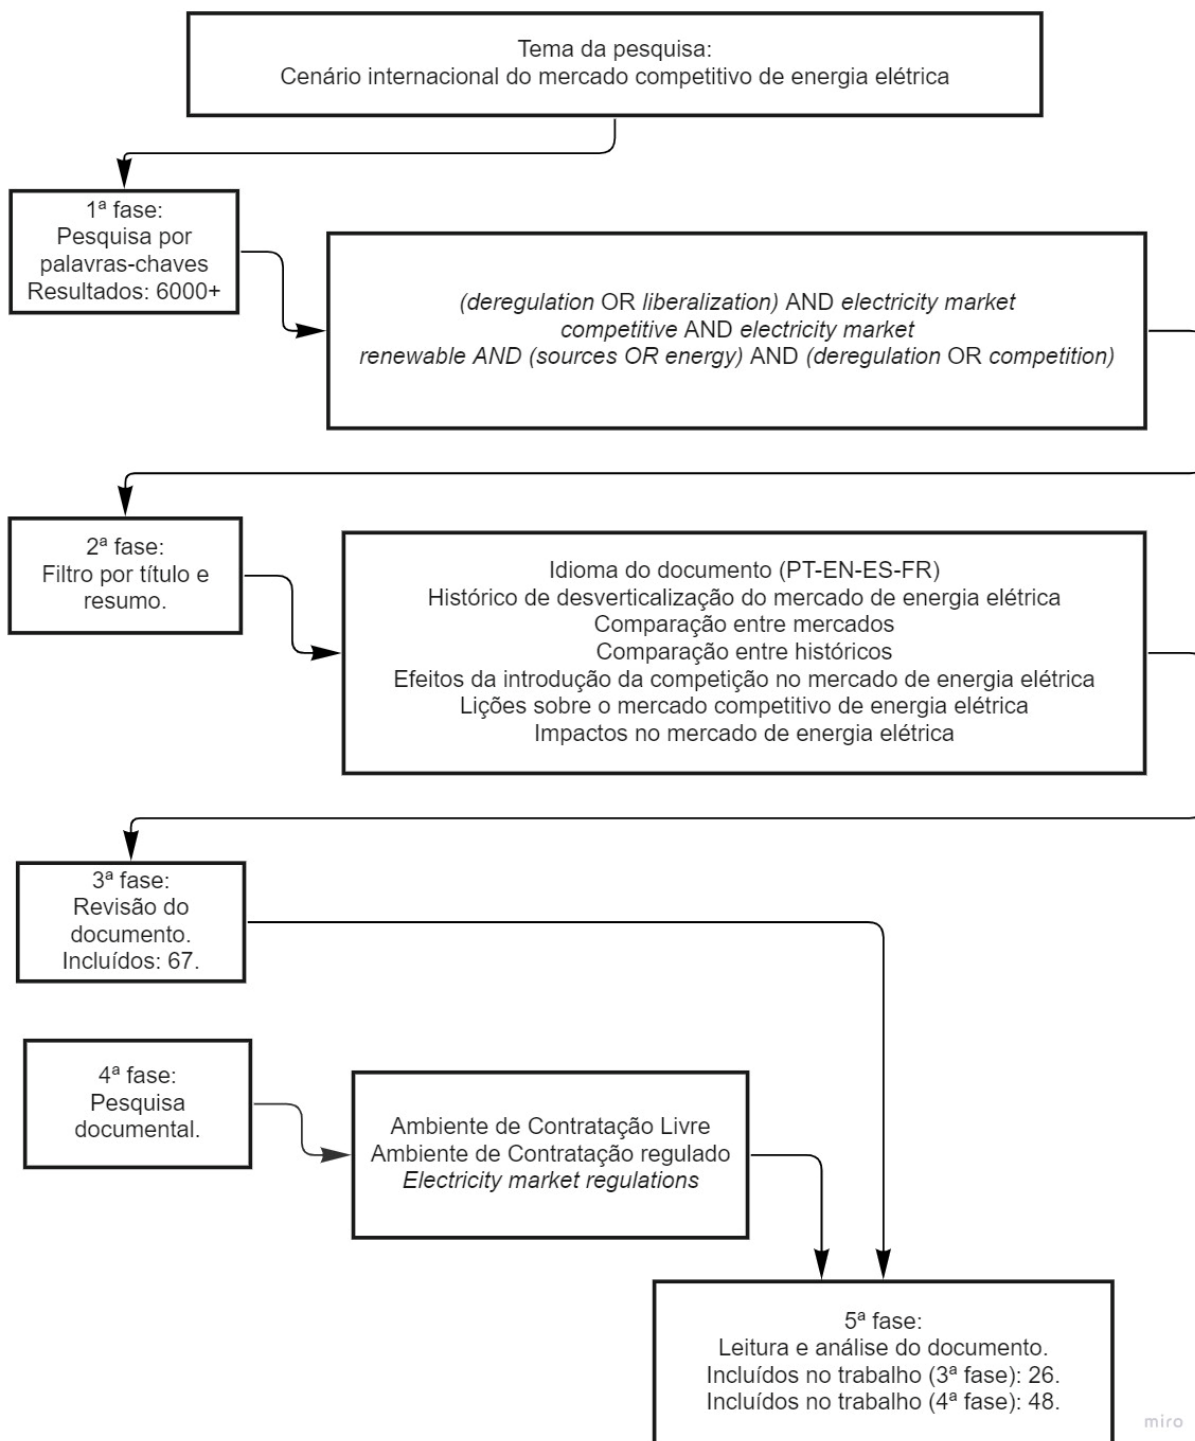 Tema da pesquisa:
Cenário internacional do mercado competitivo de energia elétrica
1ª fase:
Pesquisa por
palavras-chaves
Resultados: 6000+
(deregulation OR liberalization) AND electricity market
competitive AND electricity market
renewable AND (sources OR energy) AND (deregulation OR competition)
2ª fase:
Filtro por título e
resumo.
Idioma do documento (PT-EN-ES-FR)
Histórico de desverticalização do mercado de energia elétrica
Comparação entre mercados
Comparação entre históricos
Efeitos da introdução da competição no mercado de energia elétrica
Lições sobre o mercado competitivo de energia elétrica
Impactos no mercado de energia elétrica
3ª fase:
Revisão do
documento.
Incluídos: 67.
4ª fase:
Pesquisa
documental.
Ambiente de Contratação Livre
Ambiente de Contratação regulado
Electricity market regulations
5ª fase:
Leitura e análise do documento.
Incluídos no trabalho (3ª fase): 26.
Incluídos no trabalho (4ª fase): 48.
miro